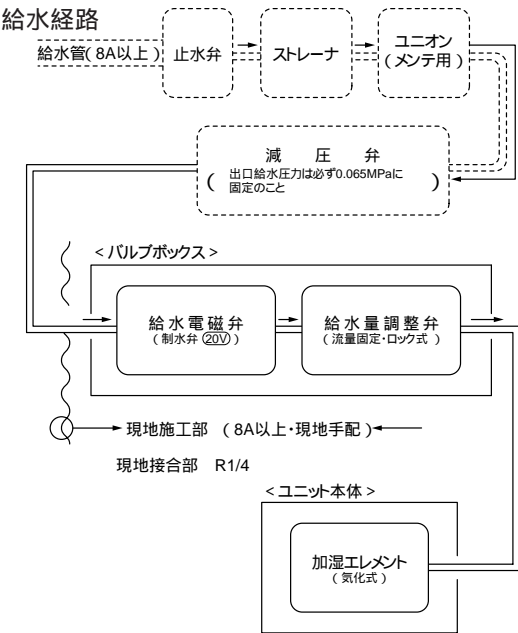 給水経路
給水管(8A以上)
止水弁
ストレーナ
ユニオン
(メンテ用)
減 圧 弁
(出口給水圧力は必ず0.065MPaに
固定のこと)
<バルブボックス>
給水電磁弁
(制水弁 20V)
給水量調整弁
(流量固定・ロック式)
現地施工部 (8A以上・現地手配)
現地接合部 R1/4
<ユニット本体>
加湿エレメント
(気化式)